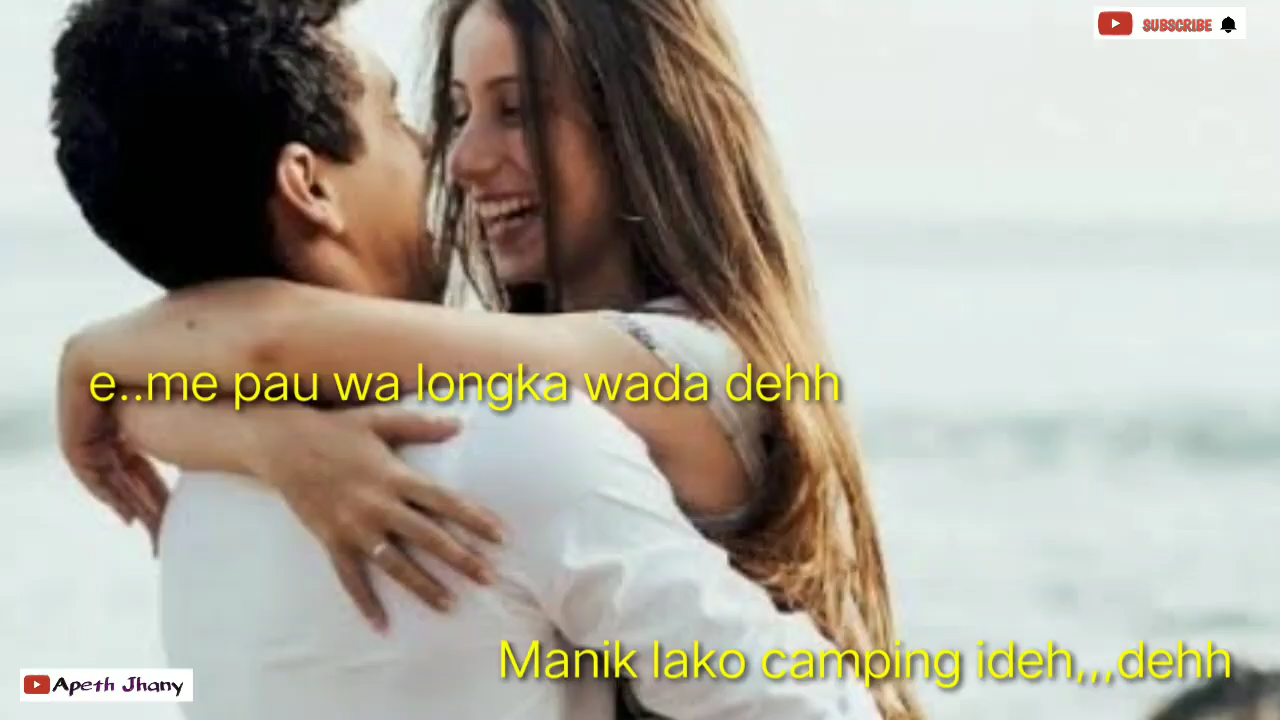 SUBSCRIBE
e..me pau wa longka wada dehh
Manik lako camping ideh,,,dehh
Apeth Jhany